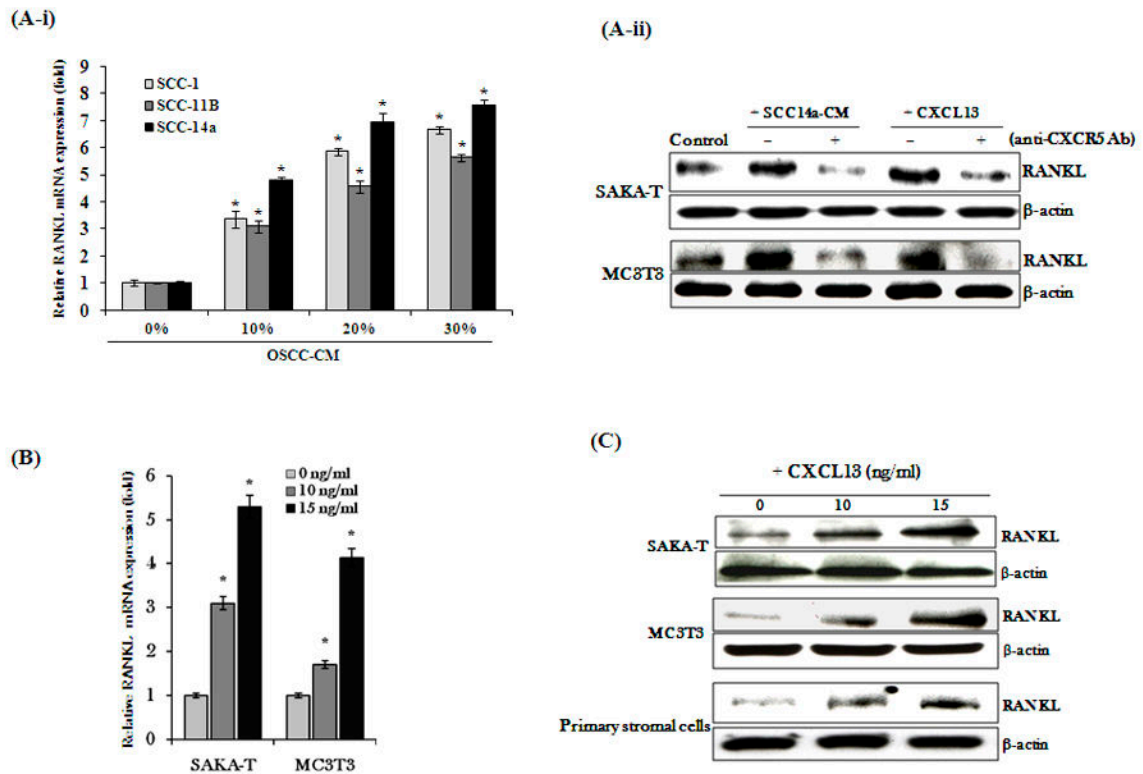 (A-i)
Relative RANKL mRNA expression (fold)
9
8
7
6
5
4
3
2
1
0
SCC-1
SCC-11B
SCC-14a
* * * * * * * * *
0% 10% 20% 30%
OSCC-CM
(A-ii)
+ SCC14a-CM + CXCL13
Control − + − + (anti-CXCR5 Ab)
SAKA-T RANKL
β-actin
MC3T3 RANKL
β-actin
(B)
Relative RANKL mRNA expression (fold)
6
5
4
3
2
1
0
0 ng/ml
10 ng/ml
15 ng/ml
* * * *
SAKA-T MC3T3
(C)
+ CXCL13 (ng/ml)
0 10 15
SAKA-T RANKL
β-actin
MC3T3 RANKL
β-actin
Primary stromal cells RANKL
β-actin